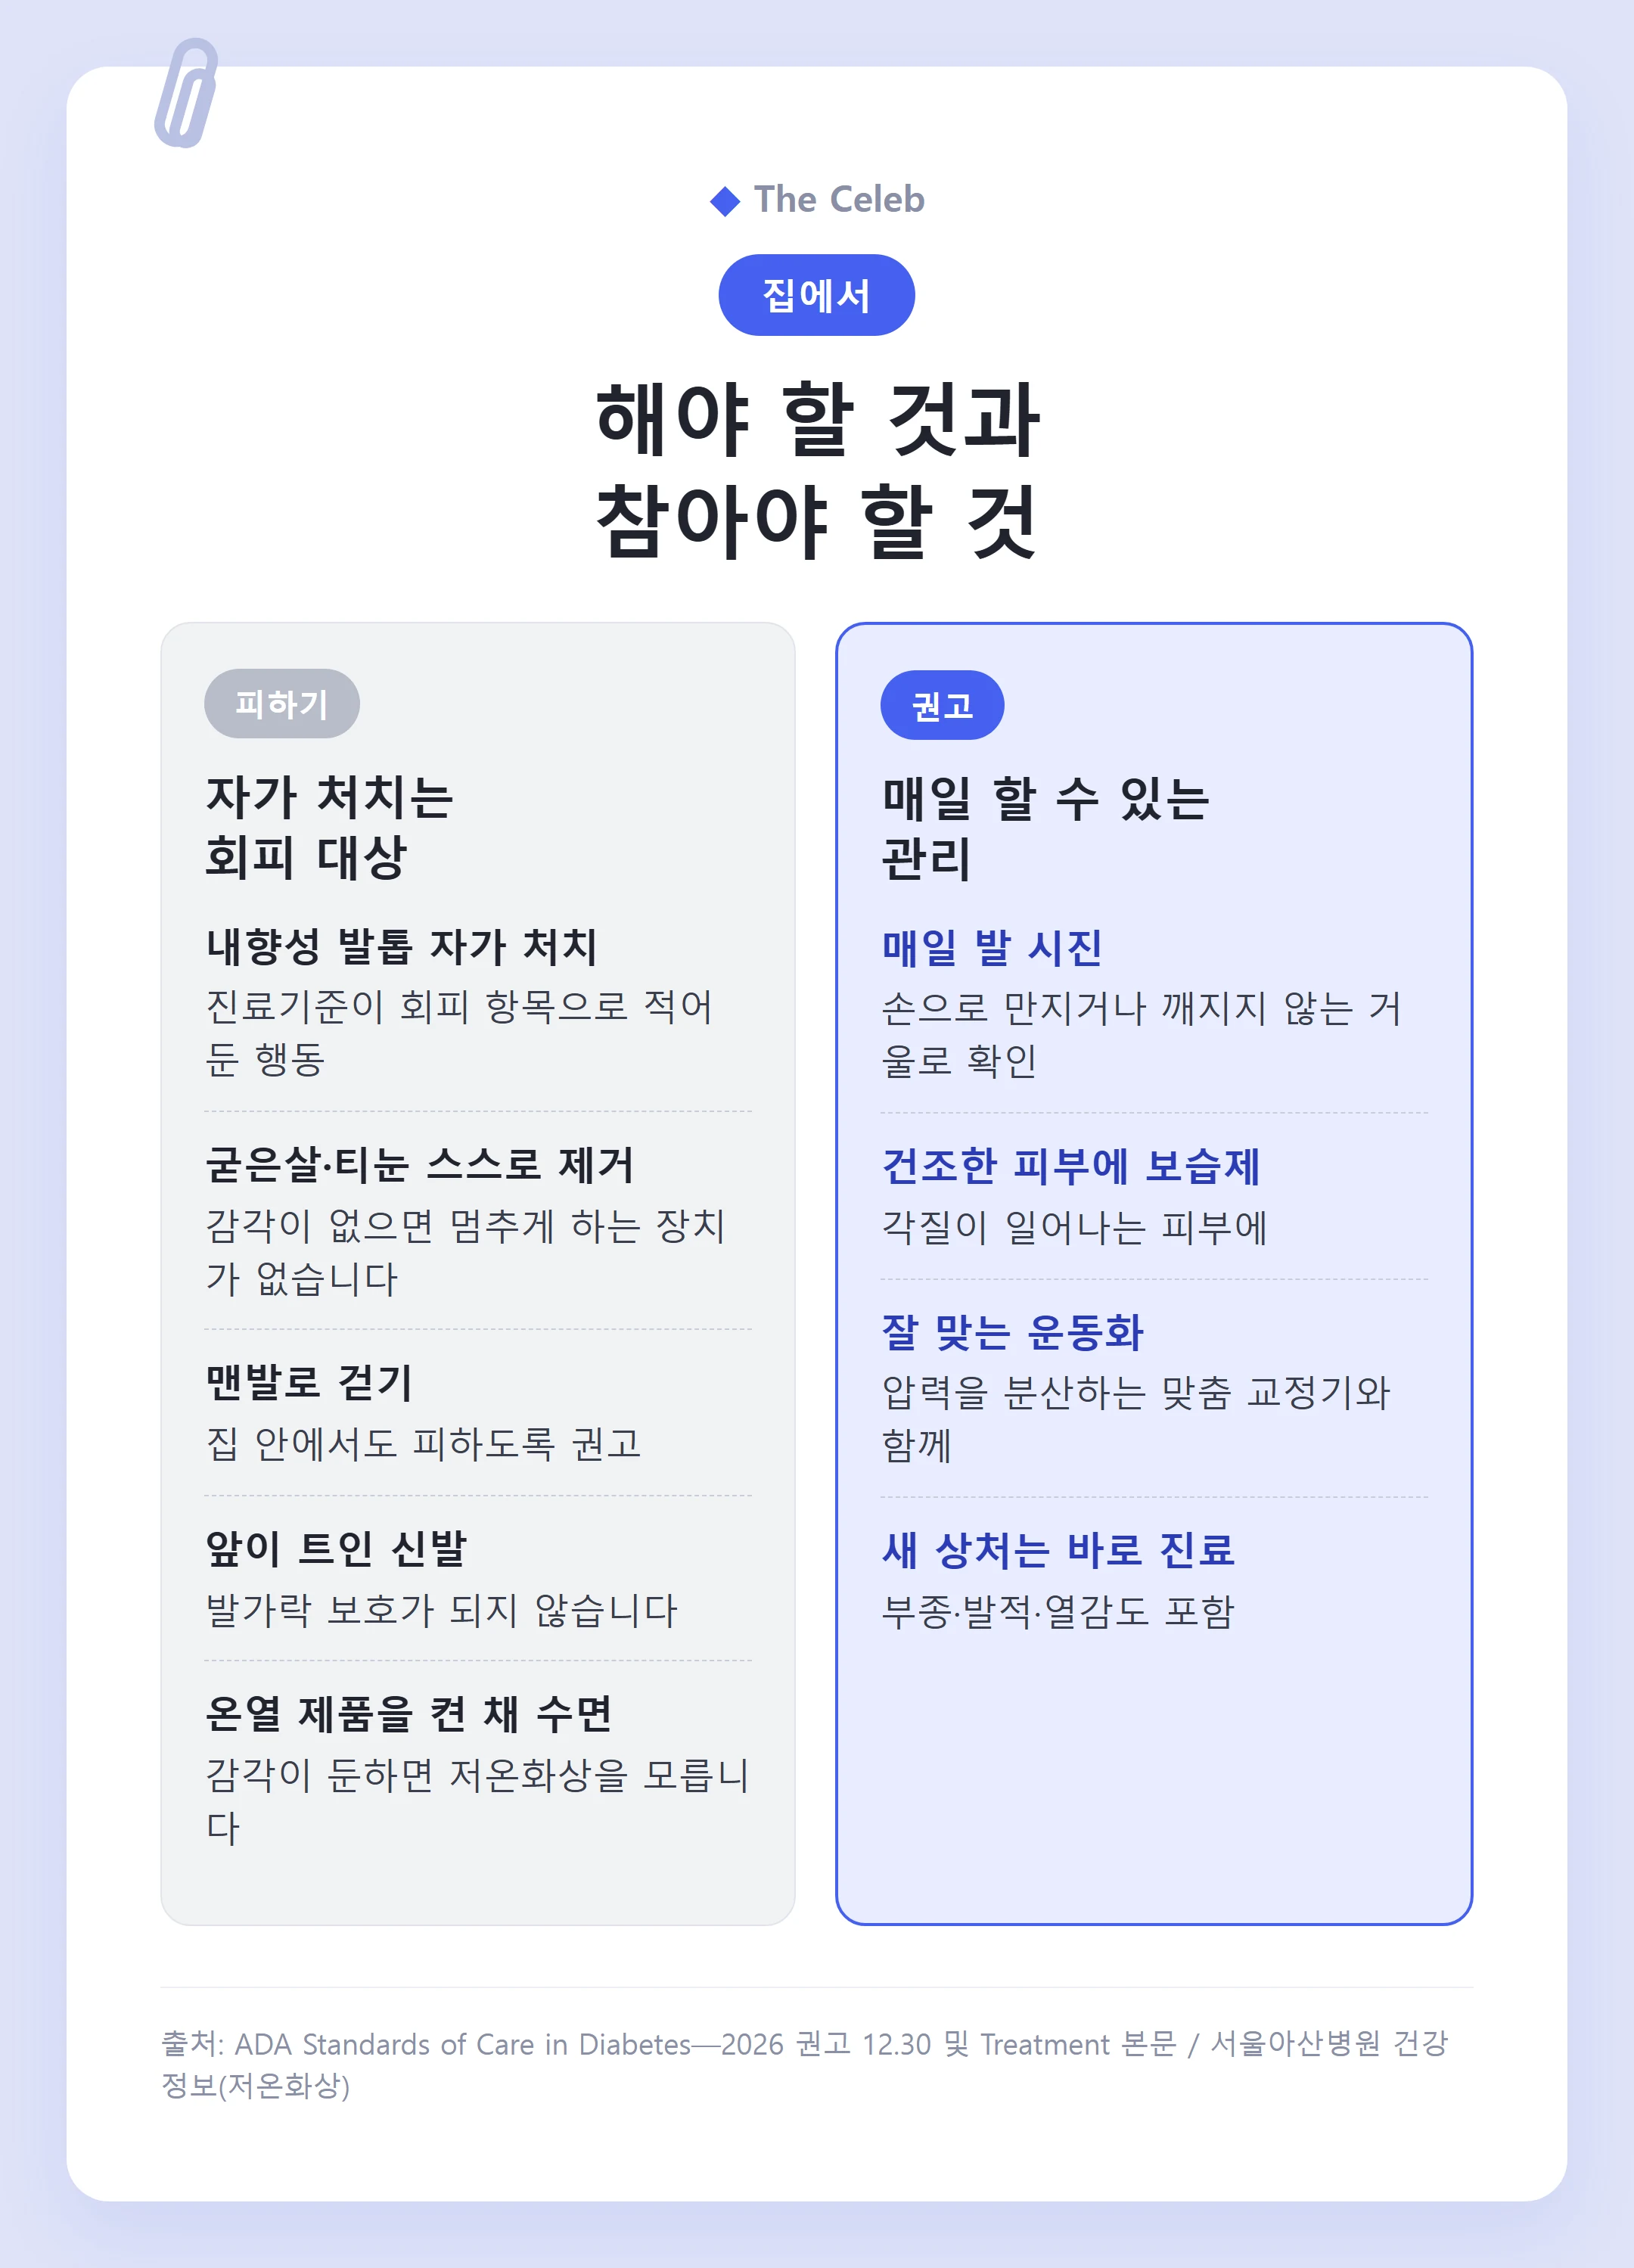 The Celeb
집에서
해야 할 것과
참아야 할 것
피하기
자가 처치는
회피 대상
내향성 발톱 자가 처치
진료기준이 회피 항목으로 적어
둔 행동
굳은살·티눈 스스로 제거
감각이 없으면 멈추게 하는 장치
가 없습니다
맨발로 걷기
집 안에서도 피하도록 권고
앞이 트인 신발
발가락 보호가 되지 않습니다
온열 제품을 켠 채 수면
감각이 둔하면 저온화상을 모릅니
다
권고
매일 할 수 있는
관리
매일 발 시진
손으로 만지거나 깨지지 않는 거
울로 확인
건조한 피부에 보습제
각질이 일어나는 피부에
잘 맞는 운동화
압력을 분산하는 맞춤 교정기와
함께
새 상처는 바로 진료
부종·발적·열감도 포함
출처: ADA Standards of Care in Diabetes—2026 권고 12.30 및 Treatment 본문 / 서울아산병원 건강
정보(저온화상)